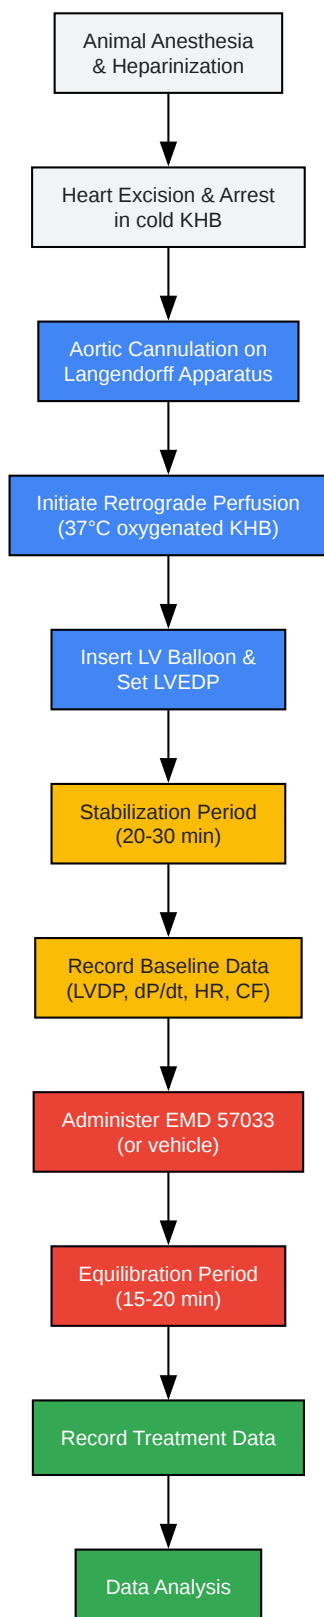 Animal Anesthesia
& Heparinization
Heart Excision & Arrest
in cold KHB
Aortic Cannulation on
Langendorff Apparatus
Initiate Retrograde Perfusion
(37°C oxygenated KHB)
Insert LV Balloon &
Set LVEDP
Stabilization Period
(20-30 min)
Record Baseline Data
(LVDP, dP/dt, HR, CF)
Administer EMD 57033
(or vehicle)
Equilibration Period
(15-20 min)
Record Treatment Data
Data Analysis